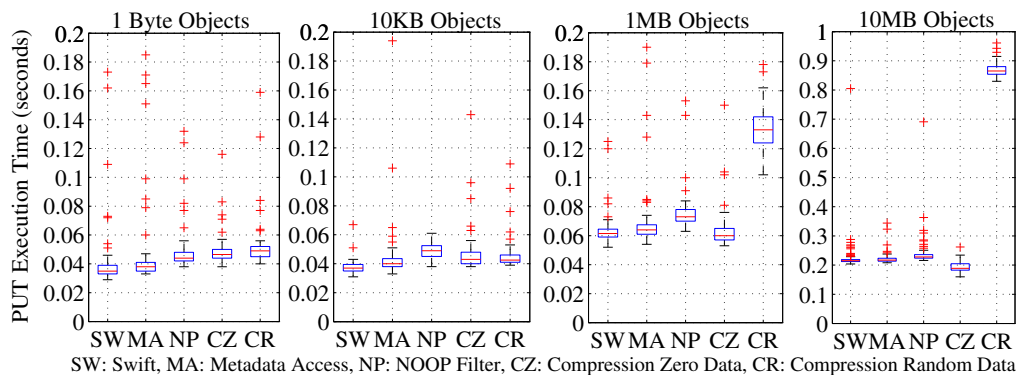 1 Byte Objects 10KB Objects 1MB Objects 10MB Objects
PUT Execution Time (seconds)
0.2 0.2 0.2 1
0.18 0.18 0.18 0.9
0.16 0.16 0.16 0.8
0.14 0.14 0.14 0.7
0.12 0.12 0.12 0.6
0.1 0.1 0.1 0.5
0.08 0.08 0.08 0.4
0.06 0.06 0.06 0.3
0.04 0.04 0.04 0.2
0.02 0.02 0.02 0.1
0 0 0 0
SW MA NP CZ CR SW MA NP CZ CR SW MA NP CZ CR SW MA NP CZ CR
SW: Swift, MA: Metadata Access, NP: NOOP Filter, CZ: Compression Zero Data, CR: Compression Random Data